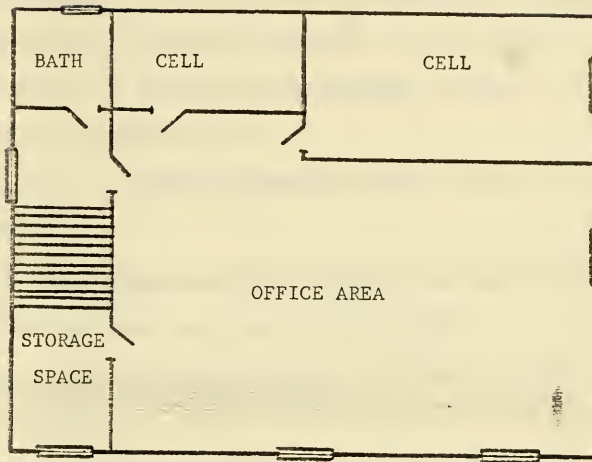 BATH
CELL
CELL
OFFICE AREA
STORAGE
SPACE